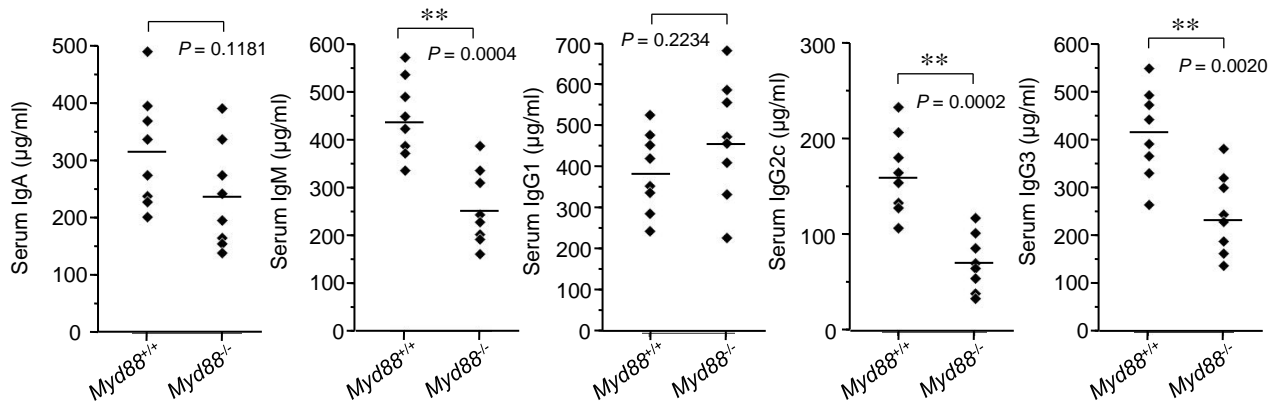 P = 0.1181
Serum IgA (μg/ml)
500
400
300
200
100
0
Myd88+/+
Myd88-/-
**
P = 0.0004
Serum IgM (μg/ml)
600
500
400
300
200
100
0
Myd88+/+
Myd88-/-
P = 0.2234
Serum IgG1 (μg/ml)
700
600
500
400
300
200
100
0
Myd88+/+
Myd88-/-
**
P = 0.0002
Serum IgG2c (μg/ml)
300
200
100
0
Myd88+/+
Myd88-/-
**
P = 0.0020
Serum IgG3 (μg/ml)
600
500
400
300
200
100
0
Myd88+/+
Myd88-/-